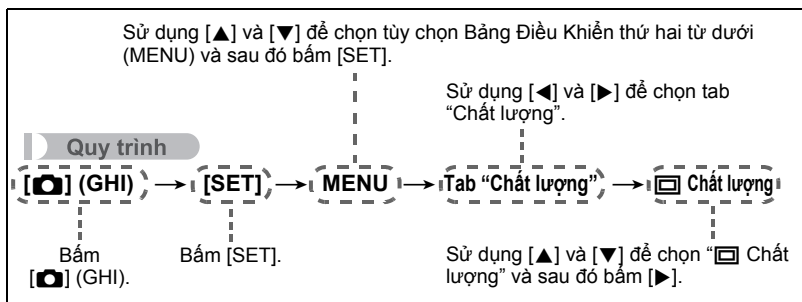 Sử dụng [▲] và [▼] để chọn tùy chọn Bảng Điều Khiển thứ hai từ dưới
(MENU) và sau đó bấm [SET].
Sử dụng [◀] và [▶] để chọn tab
“Chất lượng”.
Quy trình
[📷] (GHI) → [SET] → MENU → Tab “Chất lượng” → Chất lượng
Bấm
[📷] (GHI).
Bấm [SET].
Sử dụng [▲] và [▼] để chọn “Chất
lượng” và sau đó bấm [▶].